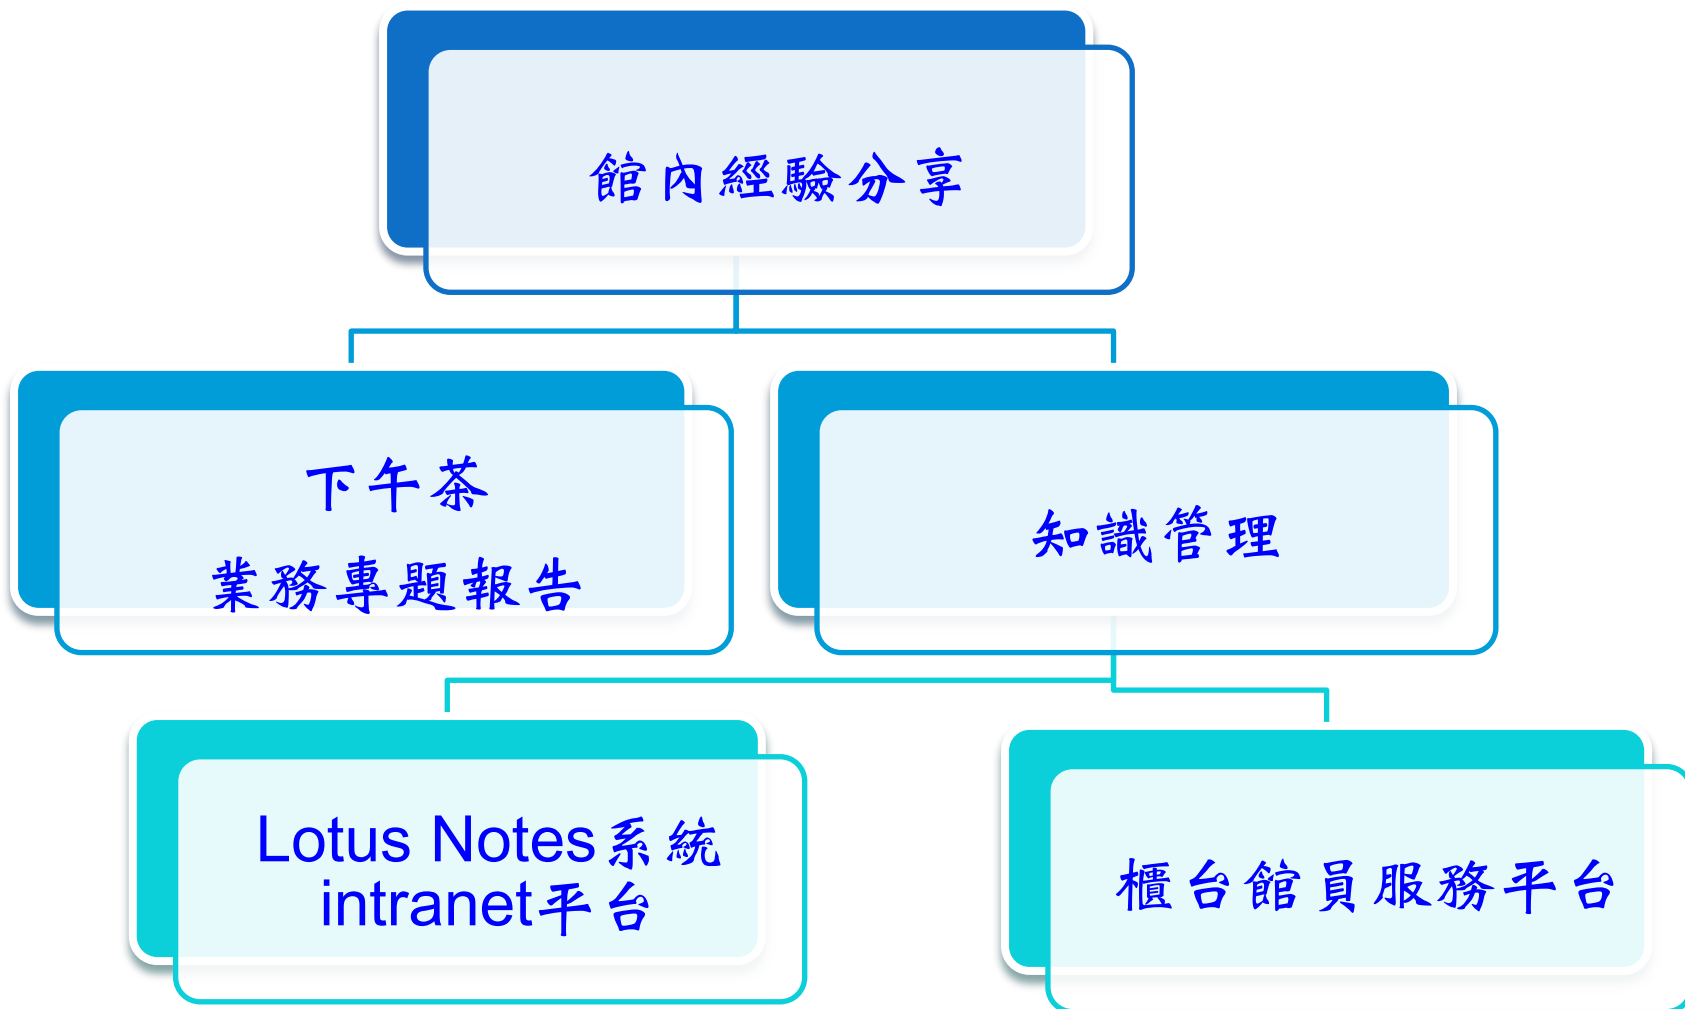 館內經驗分享
下午茶
業務專題報告
知識管理
Lotus Notes系統
intranet平台
櫃台館員服務平台